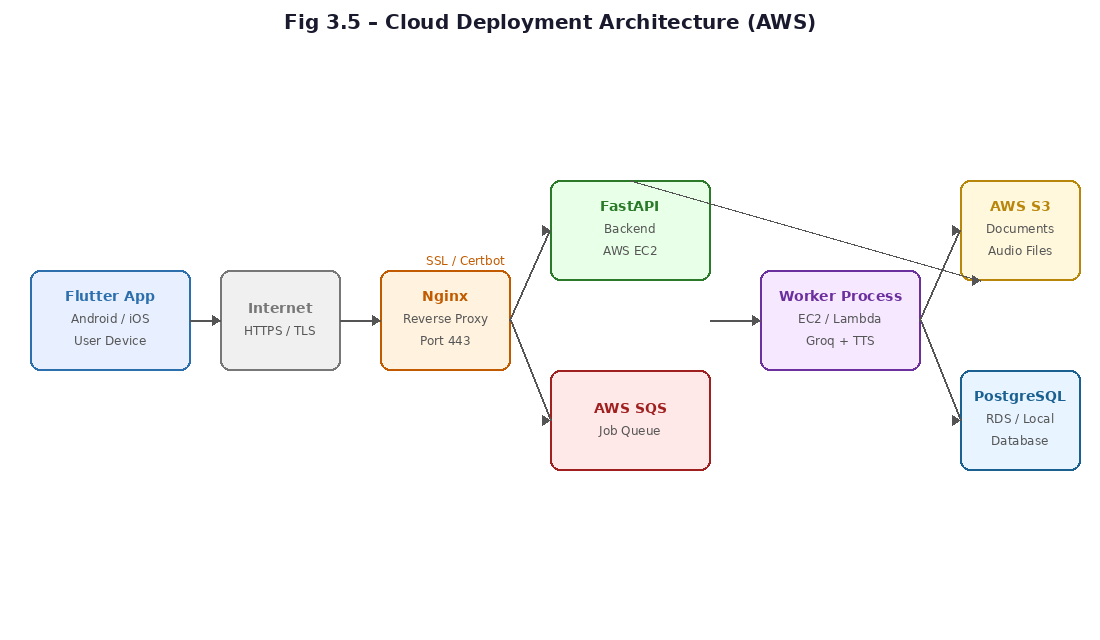 Fig 3.5 – Cloud Deployment Architecture (AWS)
Flutter App
Android / iOS
User Device
Internet
HTTPS / TLS
SSL / Certbot
Nginx
Reverse Proxy
Port 443
FastAPI
Backend
AWS EC2
AWS SQS
Job Queue
Worker Process
EC2 / Lambda
Groq + TTS
AWS S3
Documents
Audio Files
PostgreSQL
RDS / Local
Database